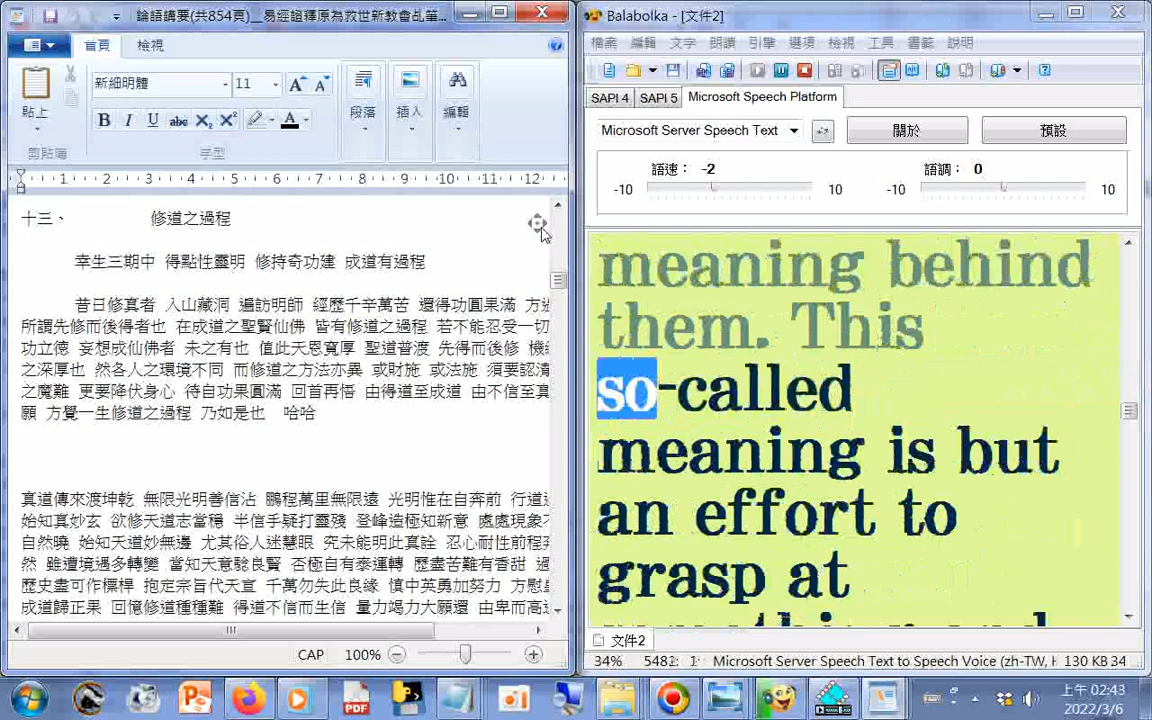 論語講要(共854頁)__易經證釋原為救世新教會乩筆...
首頁
檢視
貼上
剪貼簿
新細明體
11
B I U abc X₂ X²
A
字型
段落
插入
編輯
1 2 3 4 5 6 7 8 9 10 11 12
十三、 修道之過程
幸生三期中 得點性靈明 修持奇功建 成道有過程
昔日修真者 入山藏洞 遍訪明師 經歷千辛萬苦 還得功圓果滿 方
所謂先修而後得者也 在成道之聖賢仙佛 皆有修道之過程 若不能忍受一切
功立德 妄想成仙佛者 未之有也 值此天恩寬厚 聖道普渡 先得而後修 機
之深厚也 然各人之環境不同 而修道之方法亦異 或財施 或法施 須要認清
之魔難 更要降伏身心 待自功果圓滿 回首再悟 由得道至成道 由不信至真
願 方覺一生修道之過程 乃如是也 哈哈
真道傳來渡坤乾 無限光明善信沾 鵬程萬里無限遠 光明惟在自奔前 行道
始知真妙玄 欲修天道志當穩 半信半疑打靈殘 登峰造極知新意 處處現象
自然曉 始知天道妙無邊 尤其俗人迷慧眼 究未能明此真詮 忍心耐性前程
然 雖遭境遇多轉變 當知天意驗良賢 否極自有泰運轉 歷盡苦難有香甜
歷史盡可作標桿 抱定宗旨代天宣 千萬勿失此良緣 慎中英勇加努力 方慰
成道歸正果 回憶修道種種難 得道不信而生信 量力竭力大願還 由卑而高
CAP 100%
Balabolka - [文件2]
檔案 編輯 文字 朗讀 引擎 選項 檢視 工具 書籤 說明
SAPI 4 SAPI 5 Microsoft Speech Platform
Microsoft Server Speech Text
關於
預設
語速： -2
語調： 0
-10 10 -10 10
meaning behind
them. This
so-called
meaning is but
an effort to
grasp at
文件2
34% 5482: 1 Microsoft Server Speech Text to Speech Voice (zh-TW, H 130 KB 34
上午 02:43
2022/3/6